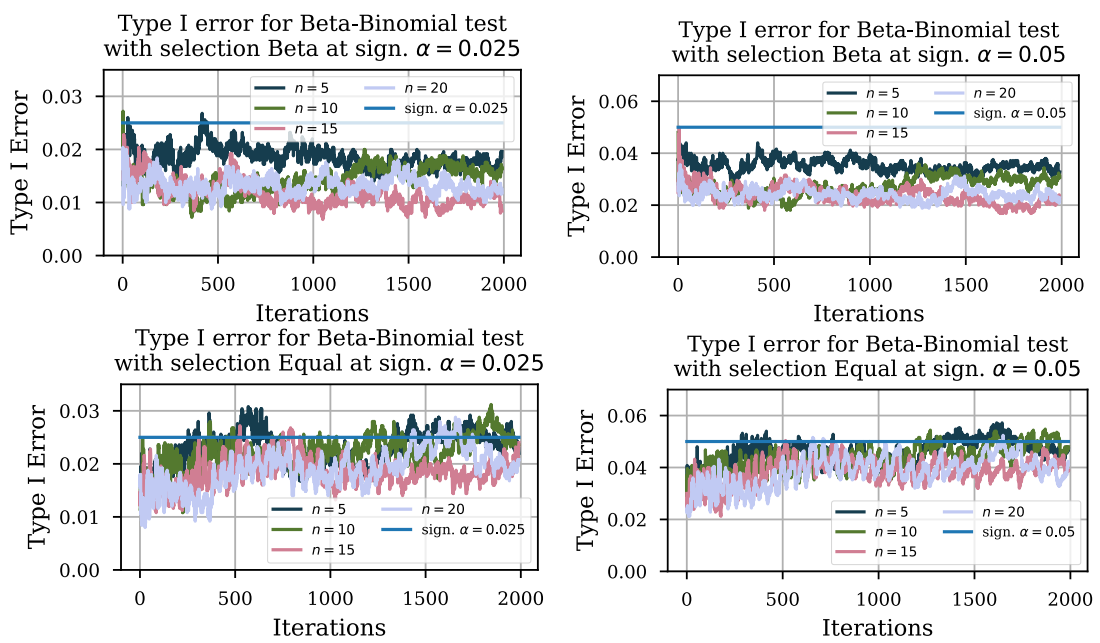 Type I error for Beta-Binomial test
with selection Beta at sign. α = 0.025
Type I Error
0.03
0.02
0.01
0.00
n = 5
n = 10
n = 15
n = 20
sign. α = 0.025
0
500
1000
1500
2000
Iterations
Type I error for Beta-Binomial test
with selection Beta at sign. α = 0.05
Type I Error
0.06
0.04
0.02
0.00
n = 5
n = 10
n = 15
n = 20
sign. α = 0.05
0
500
1000
1500
2000
Iterations
Type I error for Beta-Binomial test
with selection Equal at sign. α = 0.025
Type I Error
0.03
0.02
0.01
0.00
n = 5
n = 10
n = 15
n = 20
sign. α = 0.025
0
500
1000
1500
2000
Iterations
Type I error for Beta-Binomial test
with selection Equal at sign. α = 0.05
Type I Error
0.06
0.04
0.02
0.00
n = 5
n = 10
n = 15
n = 20
sign. α = 0.05
0
500
1000
1500
2000
Iterations